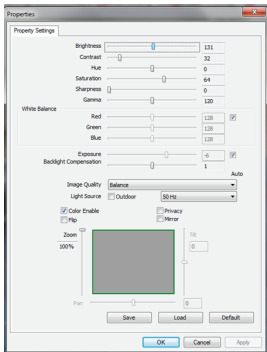 Properties
Property Settings
Brightness 131
Contrast 32
Hue 0
Saturation 64
Sharpness 0
Gamma 120
White Balance
Red 128
Green 128
Blue 128
Exposure -6
Backlight Compensation 1
Auto
Image Quality Balance
Light Source Outdoor 50 Hz
Color Enable Privacy
Flip Mirror
Zoom Tilt
100% 0
Pan 0
Save Load Default
OK Cancel Apply